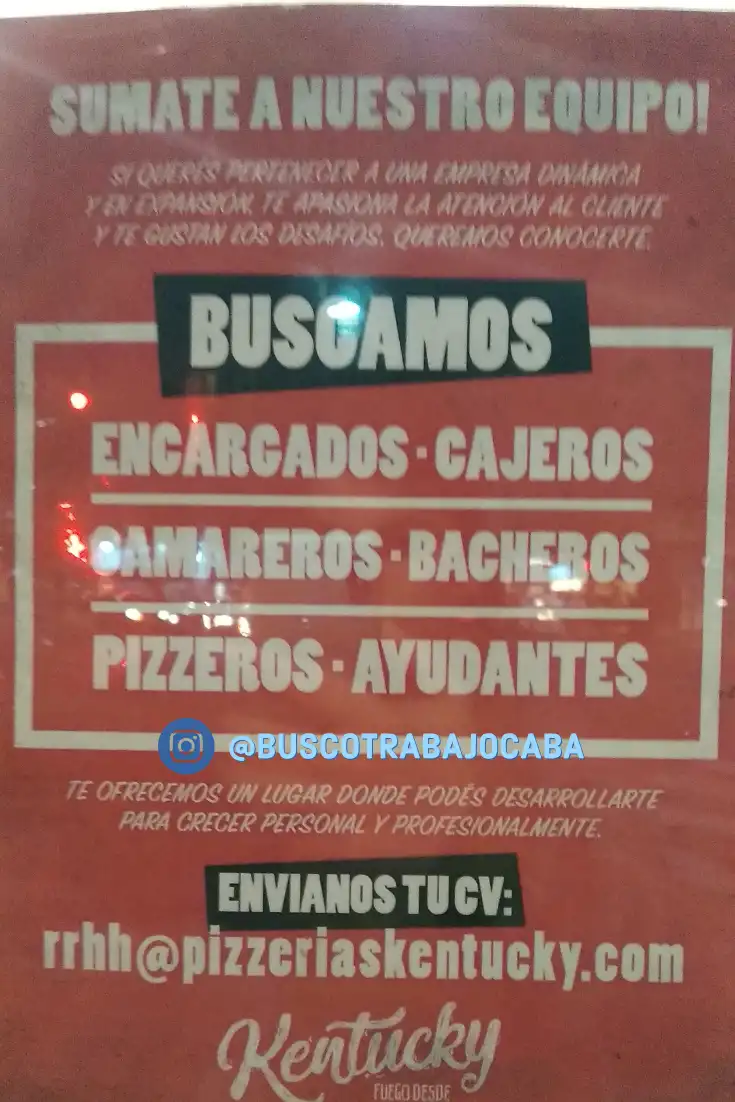 SUMATE A NUESTRO EQUIPO!
SI QUERÉS PERTENECER A UNA EMPRESA DINÁMICA
Y EN EXPANSIÓN, TE APASIONA LA ATENCIÓN AL CLIENTE
Y TE GUSTAN LOS DESAFÍOS, QUEREMOS CONOCERTE.
BUSCAMOS
ENCARGADOS · CAJEROS
CAMAREROS · BACHEROS
PIZZEROS · AYUDANTES
@BUSCOTRABAJOCABA
TE OFRECEMOS UN LUGAR DONDE PODÉS DESARROLLARTE
PARA CRECER PERSONAL Y PROFESIONALMENTE.
ENVIANOS TU CV:
rrhh@pizzeriaskentucky.com
Kentucky
FUEGO DESDE